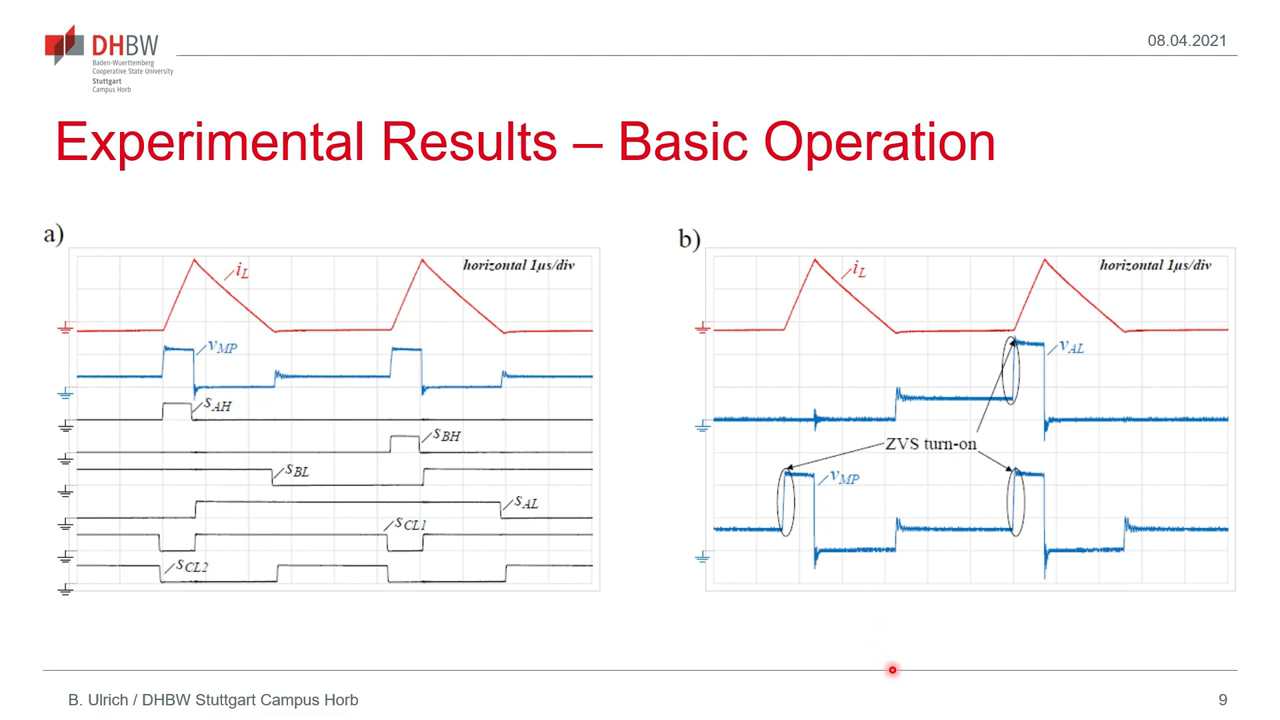 DHBW
Baden-Wuerttemberg
Cooperative State University
Stuttgart
Campus Horb
08.04.2021
Experimental Results – Basic Operation
a)
horizontal 1µs/div
iL
vMP
sAH
sBH
sBL
sAL
sCL1
sCL2
b)
horizontal 1µs/div
iL
vAL
ZVS turn-on
vMP
B. Ulrich / DHBW Stuttgart Campus Horb
9